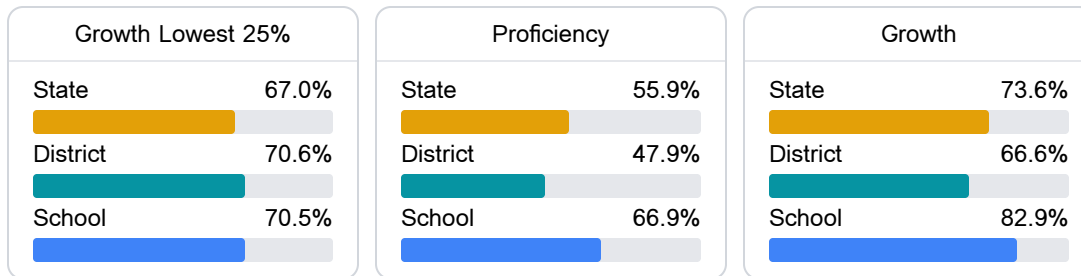 Growth Lowest 25%
State 67.0%
District 70.6%
School 70.5%
Proficiency
State 55.9%
District 47.9%
School 66.9%
Growth
State 73.6%
District 66.6%
School 82.9%